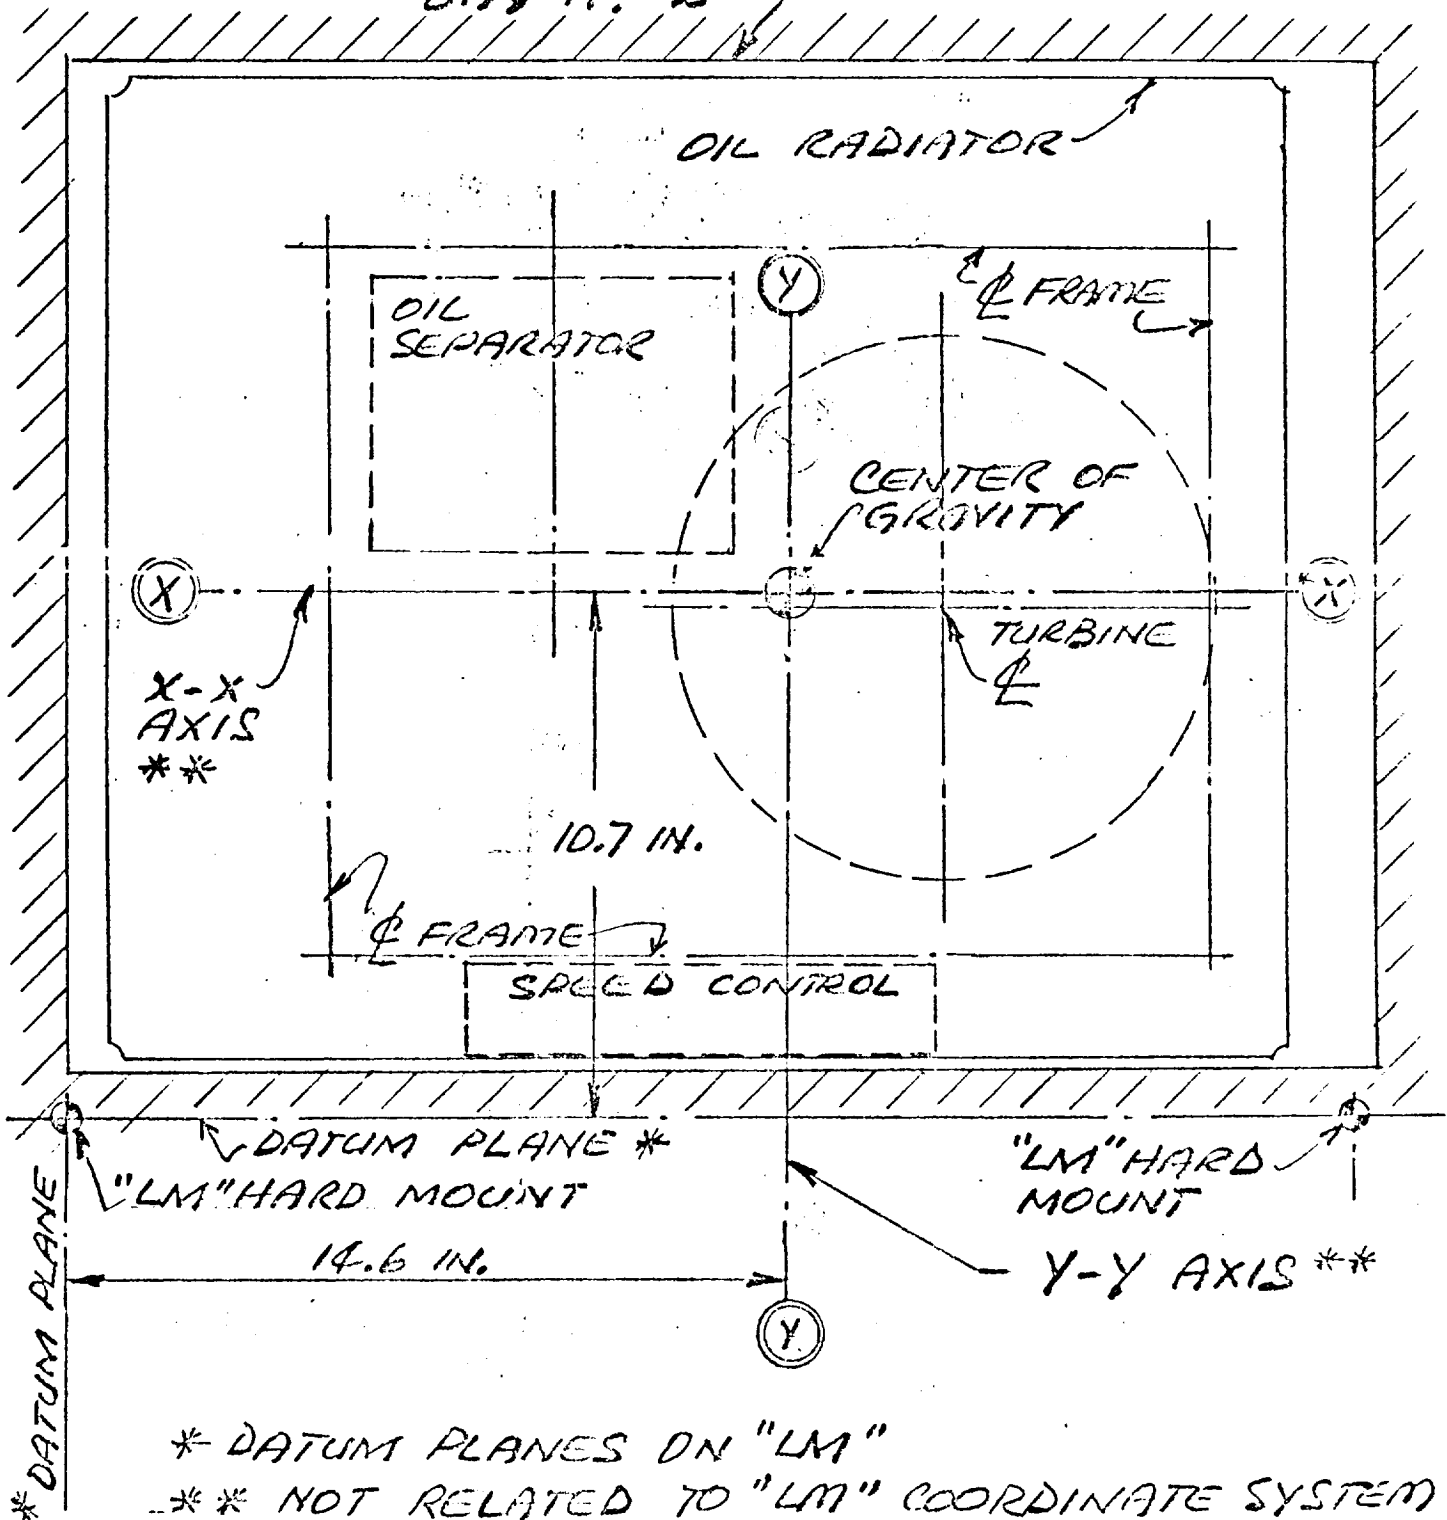 OIL RADIATOR
Y
℄ FRAME
OIL
SEPARATOR
CENTER OF
GRAVITY
X
X
TURBINE
℄
X-X
AXIS
**
10.7 IN.
℄ FRAME
SPEED CONTROL
DATUM PLANE *
"LM" HARD MOUNT
"LM" HARD
MOUNT
14.6 IN.
Y-Y AXIS **
Y
* DATUM PLANE
* DATUM PLANES ON "LM"
** NOT RELATED TO "LM" COORDINATE SYSTEM